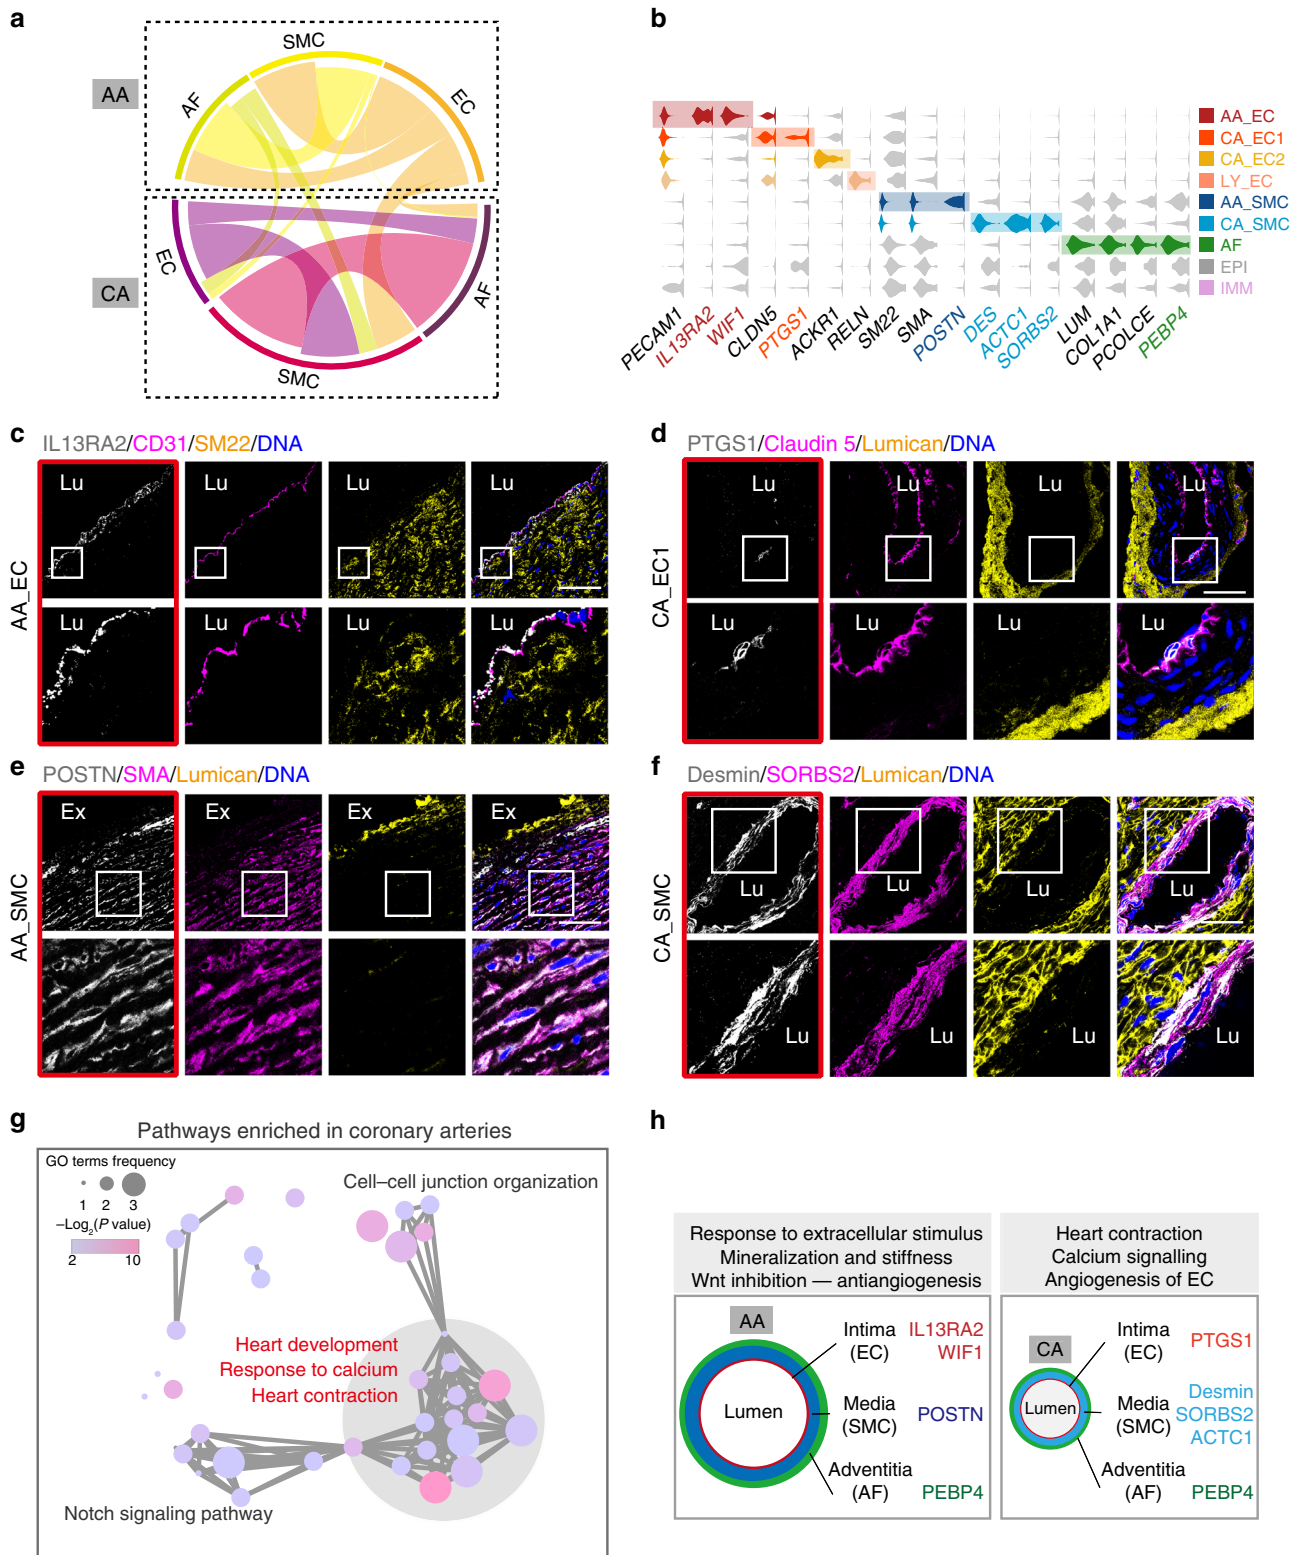 a
AA
AF
SMC
EC
CA
EC
SMC
AF
b
AA_EC
CA_EC1
CA_EC2
LY_EC
AA_SMC
CA_SMC
AF
EPI
IMM
PECAM1
IL13RA2
WIF1
CLDN5
PTGS1
ACKR1
RELN
SM22
SMA
POSTN
DES
ACTC1
SORBS2
LUM
COL1A1
PCOLCE
PEBP4
c
IL13RA2/CD31/SM22/DNA
AA_EC
Lu
Lu
Lu
Lu
Lu
Lu
Lu
Lu
d
PTGS1/Claudin 5/Lumican/DNA
CA_EC1
Lu
Lu
Lu
Lu
Lu
Lu
Lu
Lu
e
POSTN/SMA/Lumican/DNA
AA_SMC
Ex
Ex
Ex
Ex
f
Desmin/SORBS2/Lumican/DNA
CA_SMC
Lu
Lu
Lu
Lu
Lu
Lu
Lu
Lu
g
Pathways enriched in coronary arteries
GO terms frequency
1 2 3
–Log2(P value)
2 10
Cell–cell junction organization
Heart development
Response to calcium
Heart contraction
Notch signaling pathway
h
Response to extracellular stimulus
Mineralization and stiffness
Wnt inhibition — antiangiogenesis
AA
Lumen
Intima
(EC)
IL13RA2
WIF1
Media
(SMC)
POSTN
Adventitia
(AF)
PEBP4
Heart contraction
Calcium signalling
Angiogenesis of EC
CA
Lumen
Intima
(EC)
PTGS1
Media
(SMC)
Desmin
SORBS2
ACTC1
Adventitia
(AF)
PEBP4